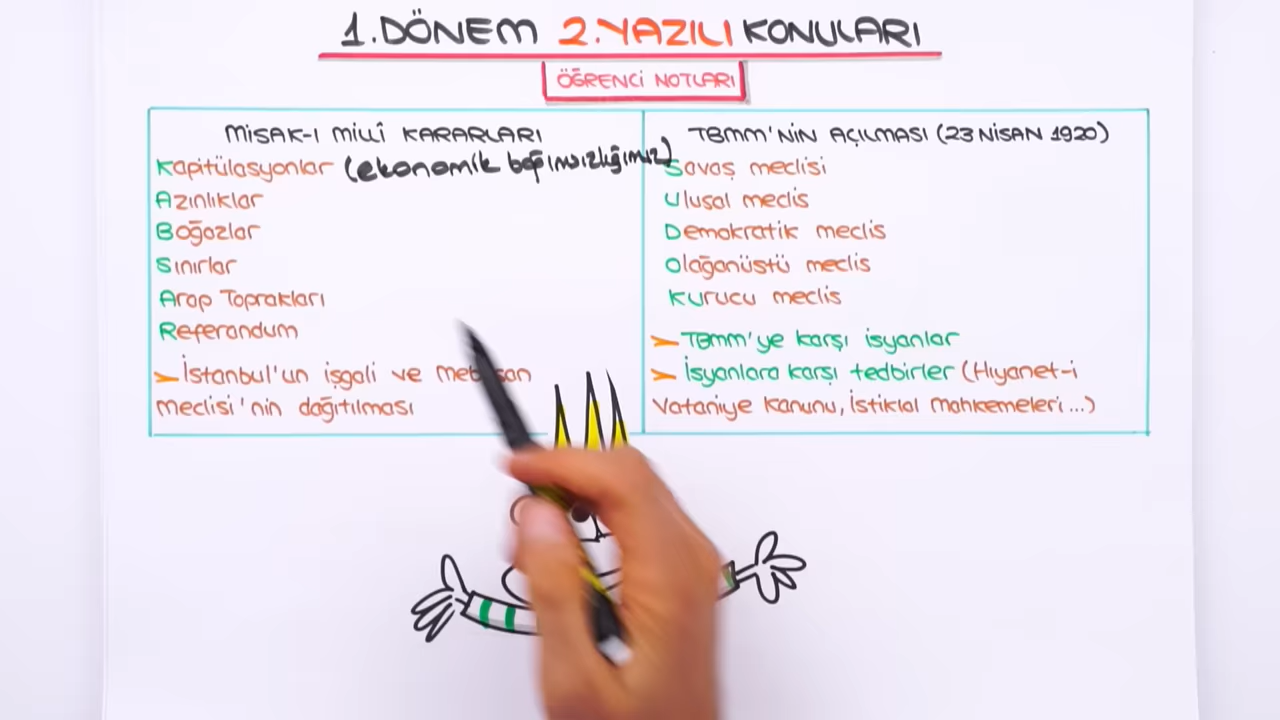 1.DÖNEM 2.YAZILI KONULARI
ÖĞRENCİ NOTLARI
MİSAK-I MİLLÎ KARARLARI
Kapitülasyonlar (ekonomik bağımsızlığımız)
Azınlıklar
Boğazlar
Sınırlar
Arap Toprakları
Referandum
➤ İstanbul'un işgali ve
meclisi'nin dağıtılması
TBMM'NİN AÇILMASI (23 NİSAN 1920)
Savaş meclisi
Ulusal meclis
Demokratik meclis
Olağanüstü meclis
Kurucu meclis
➤ TBMM'ye karşı isyanlar
➤ İsyanlara karşı tedbirler (Hıyanet-i
Vataniye Kanunu, İstiklal Mahkemeleri...)